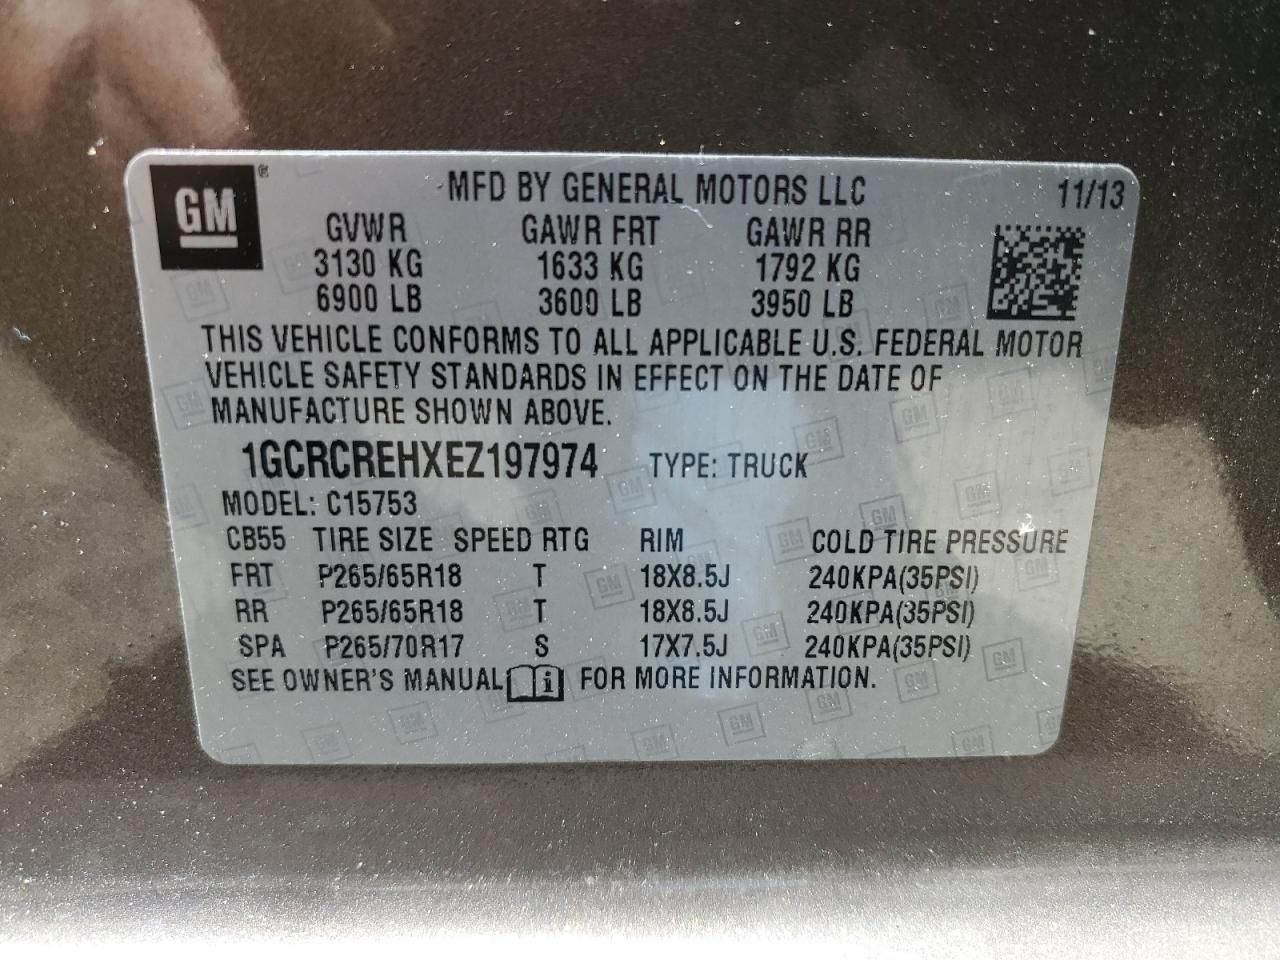 GM®
MFD BY GENERAL MOTORS LLC 11/13
GVWR GAWR FRT GAWR RR
3130 KG 1633 KG 1792 KG
6900 LB 3600 LB 3950 LB
THIS VEHICLE CONFORMS TO ALL APPLICABLE U.S. FEDERAL MOTOR
VEHICLE SAFETY STANDARDS IN EFFECT ON THE DATE OF
MANUFACTURE SHOWN ABOVE.
1GCRCREHXEZ197974 TYPE: TRUCK
MODEL: C15753
CB55 TIRE SIZE SPEED RTG RIM COLD TIRE PRESSURE
FRT P265/65R18 T 18X8.5J 240KPA(35PSI)
RR P265/65R18 T 18X8.5J 240KPA(35PSI)
SPA P265/70R17 S 17X7.5J 240KPA(35PSI)
SEE OWNER'S MANUAL i FOR MORE INFORMATION.